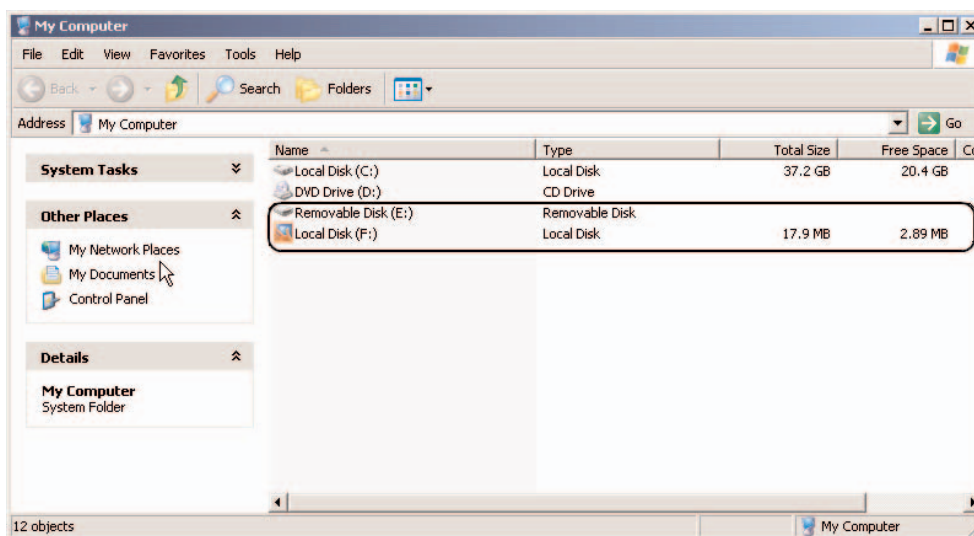 My Computer
File Edit View Favorites Tools Help
Back Search Folders
Address My Computer Go
Name Type Total Size Free Space Co
System Tasks
Local Disk (C:) Local Disk 37.2 GB 20.4 GB
DVD Drive (D:) CD Drive
Other Places
Removable Disk (E:) Removable Disk
Local Disk (F:) Local Disk 17.9 MB 2.89 MB
My Network Places
My Documents
Control Panel
Details
My Computer
System Folder
12 objects My Computer